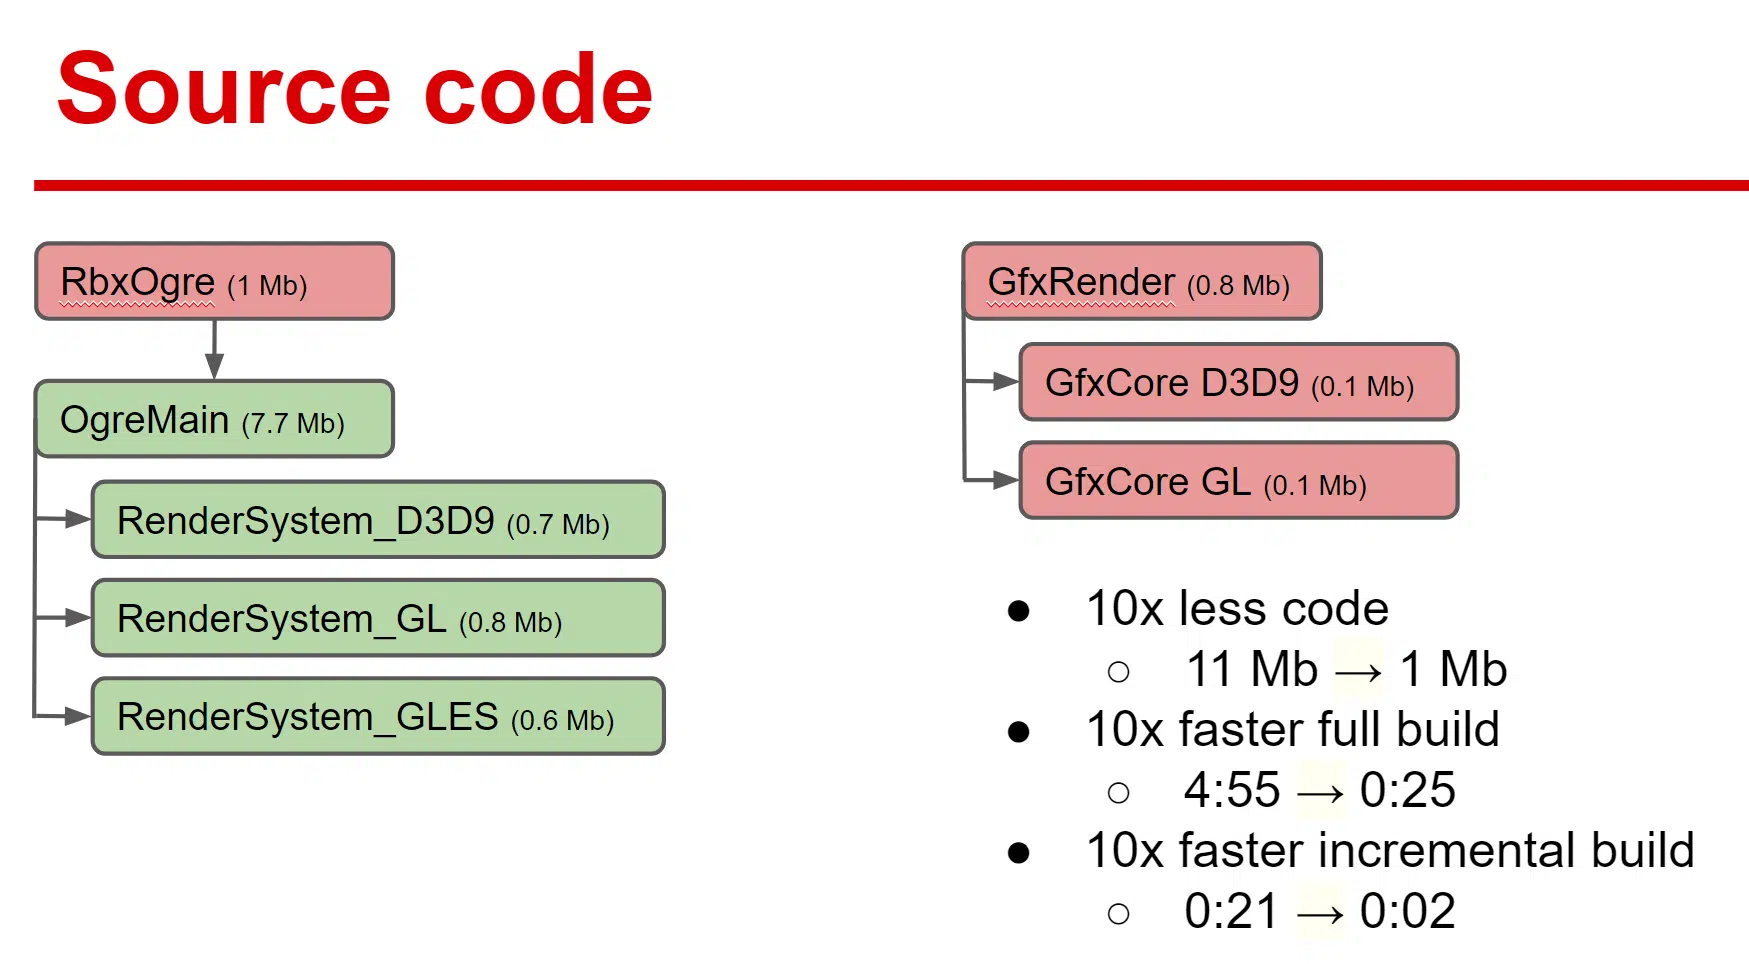 Source code
RbxOgre (1 Mb)
OgreMain (7.7 Mb)
RenderSystem_D3D9 (0.7 Mb)
RenderSystem_GL (0.8 Mb)
RenderSystem_GLES (0.6 Mb)
GfxRender (0.8 Mb)
GfxCore D3D9 (0.1 Mb)
GfxCore GL (0.1 Mb)
● 10x less code
○ 11 Mb → 1 Mb
● 10x faster full build
○ 4:55 → 0:25
● 10x faster incremental build
○ 0:21 → 0:02